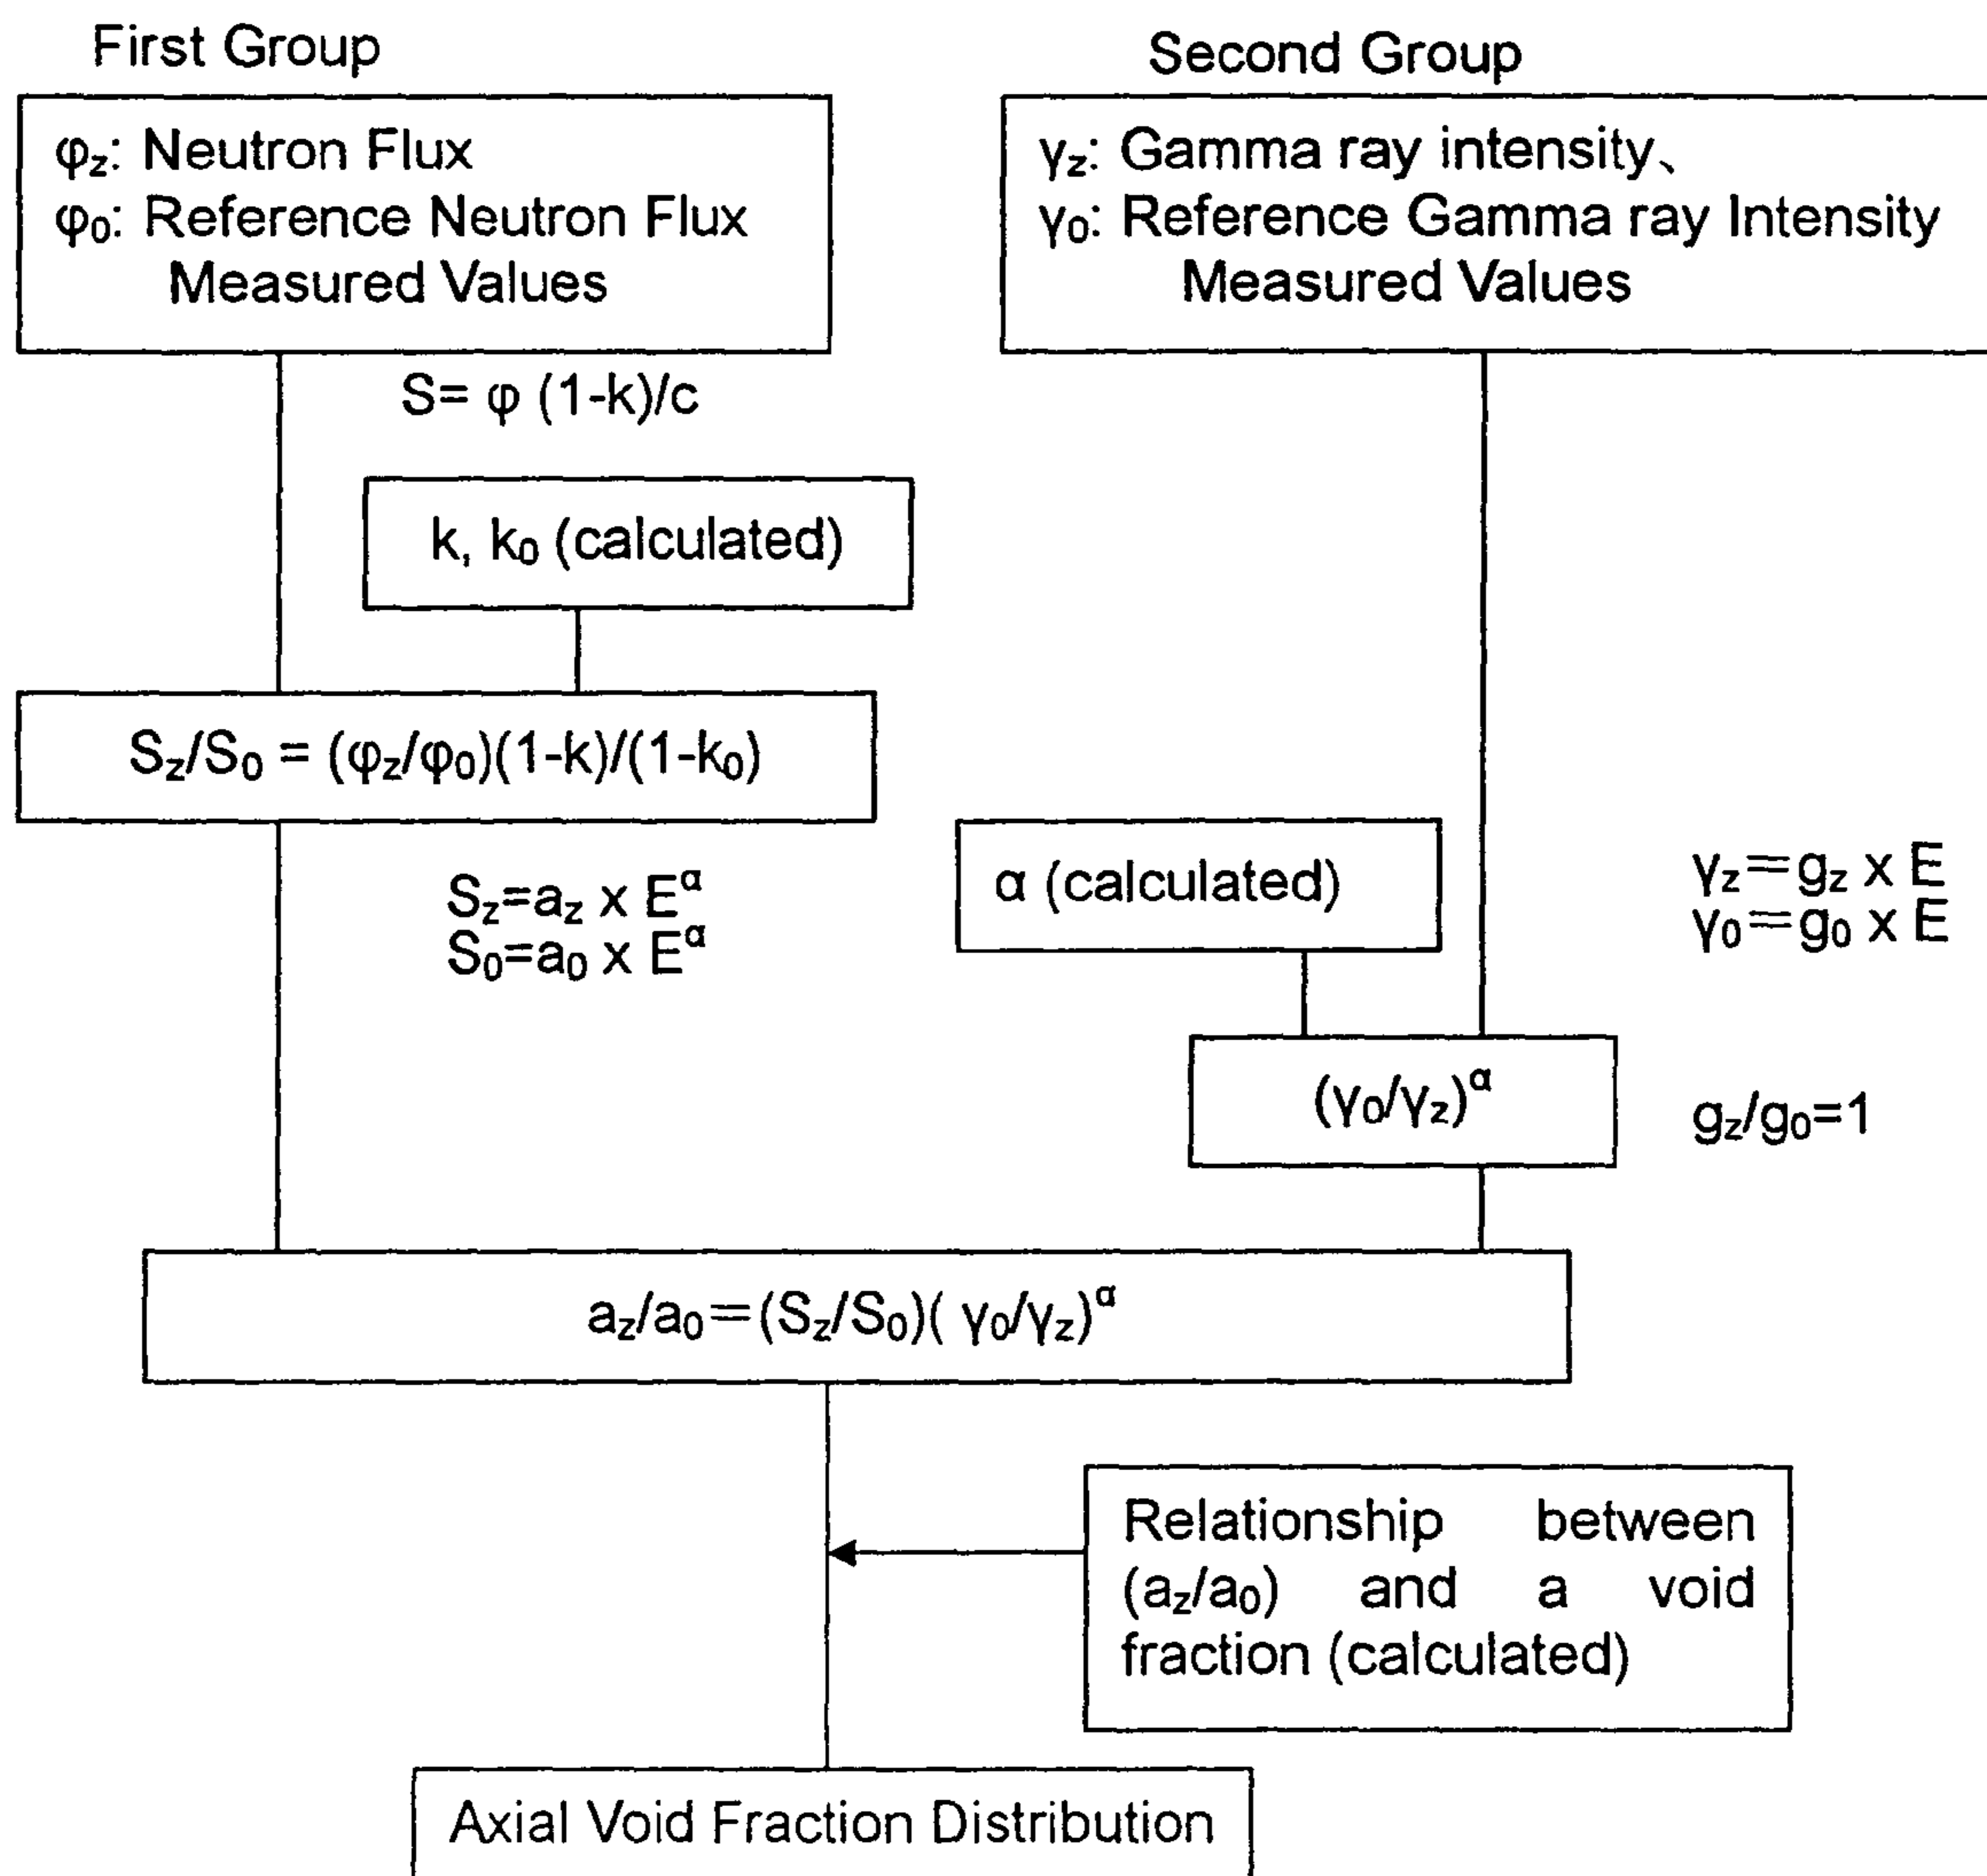 First Group
φz: Neutron Flux
φ0: Reference Neutron Flux
Measured Values
Second Group
γz: Gamma ray intensity、
γ0: Reference Gamma ray Intensity
Measured Values
S= φ (1-k)/c
k, k0 (calculated)
Sz/S0 = (φz/φ0)(1-k)/(1-k0)
Sz=az x E^α
S0=a0 x E^α
α (calculated)
γz=gz x E
γ0=g0 x E
(γ0/γz)^α
gz/g0=1
az/a0=(Sz/S0)( γ0/γz)^α
Relationship between
(az/a0) and a void
fraction (calculated)
Axial Void Fraction Distribution